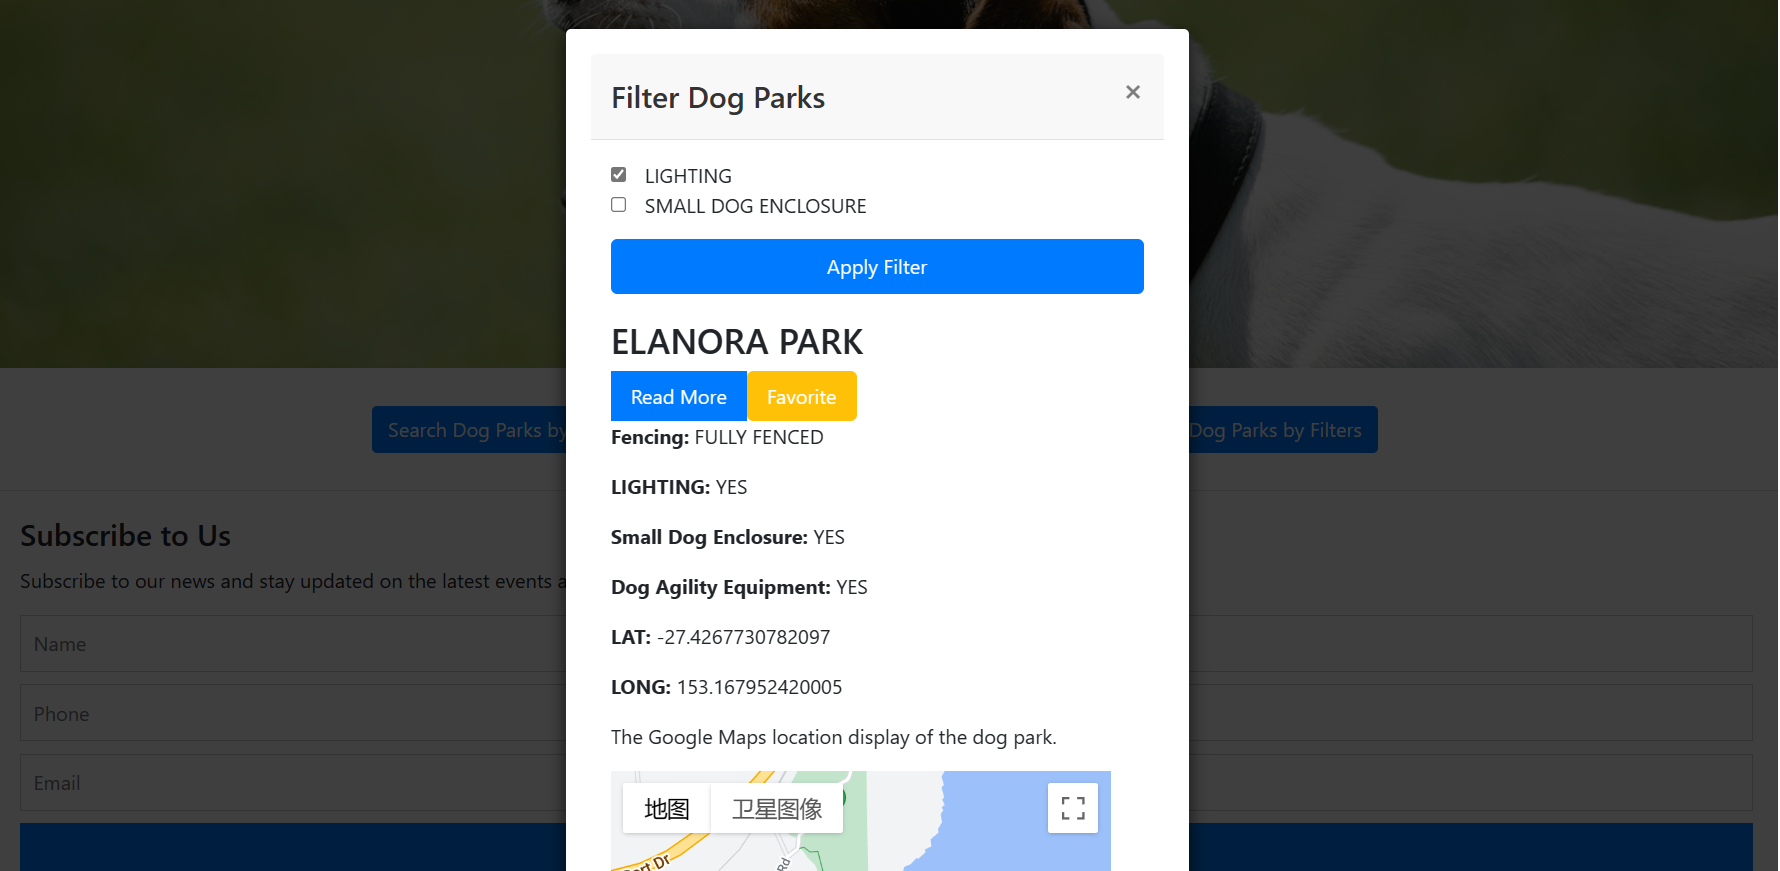 Filter Dog Parks ×
LIGHTING
SMALL DOG ENCLOSURE
Apply Filter
ELANORA PARK
Read More Favorite
Search Dog Parks by Dog Parks by Filters
Fencing: FULLY FENCED
LIGHTING: YES
Subscribe to Us
Small Dog Enclosure: YES
Subscribe to our news and stay updated on the latest events
Dog Agility Equipment: YES
Name
LAT: -27.4267730782097
LONG: 153.167952420005
Phone
The Google Maps location display of the dog park.
Email
地图 卫星图像
Port Dr
Rd